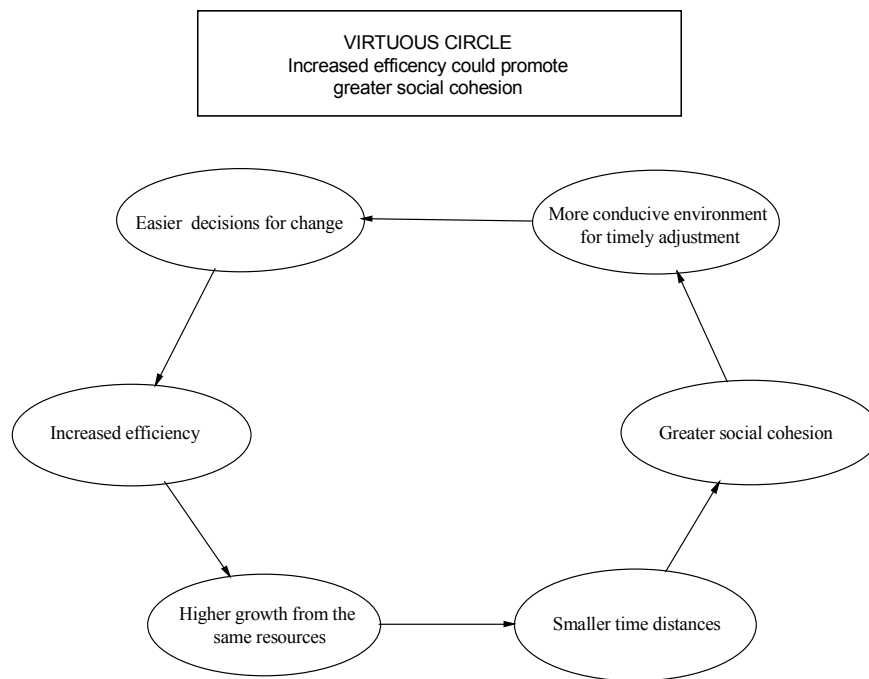 VIRTUOUS CIRCLE
Increased efficency could promote
greater social cohesion
Easier decisions for change
More conducive environment
for timely adjustment
Increased efficiency
Greater social cohesion
Higher growth from the
same resources
Smaller time distances